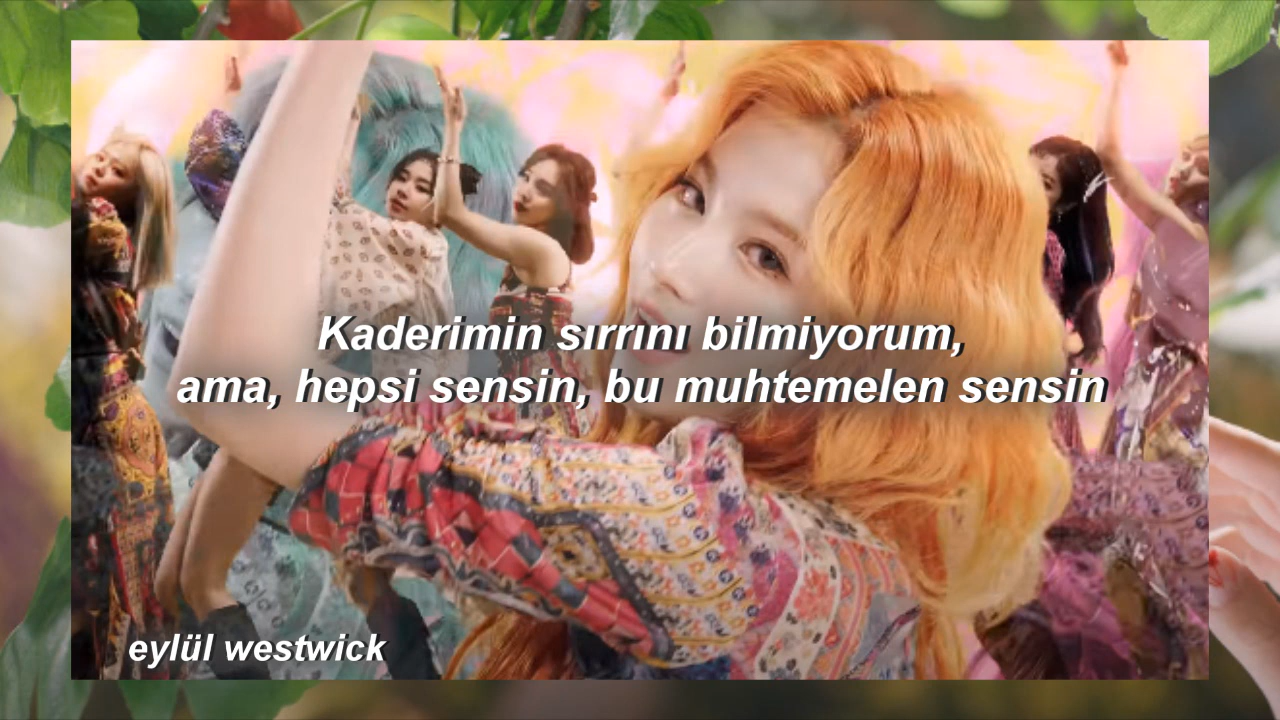 Kaderimin sırrını bilmiyorum,
ama, hepsi sensin, bu muhtemelen sensin
eylül westwick